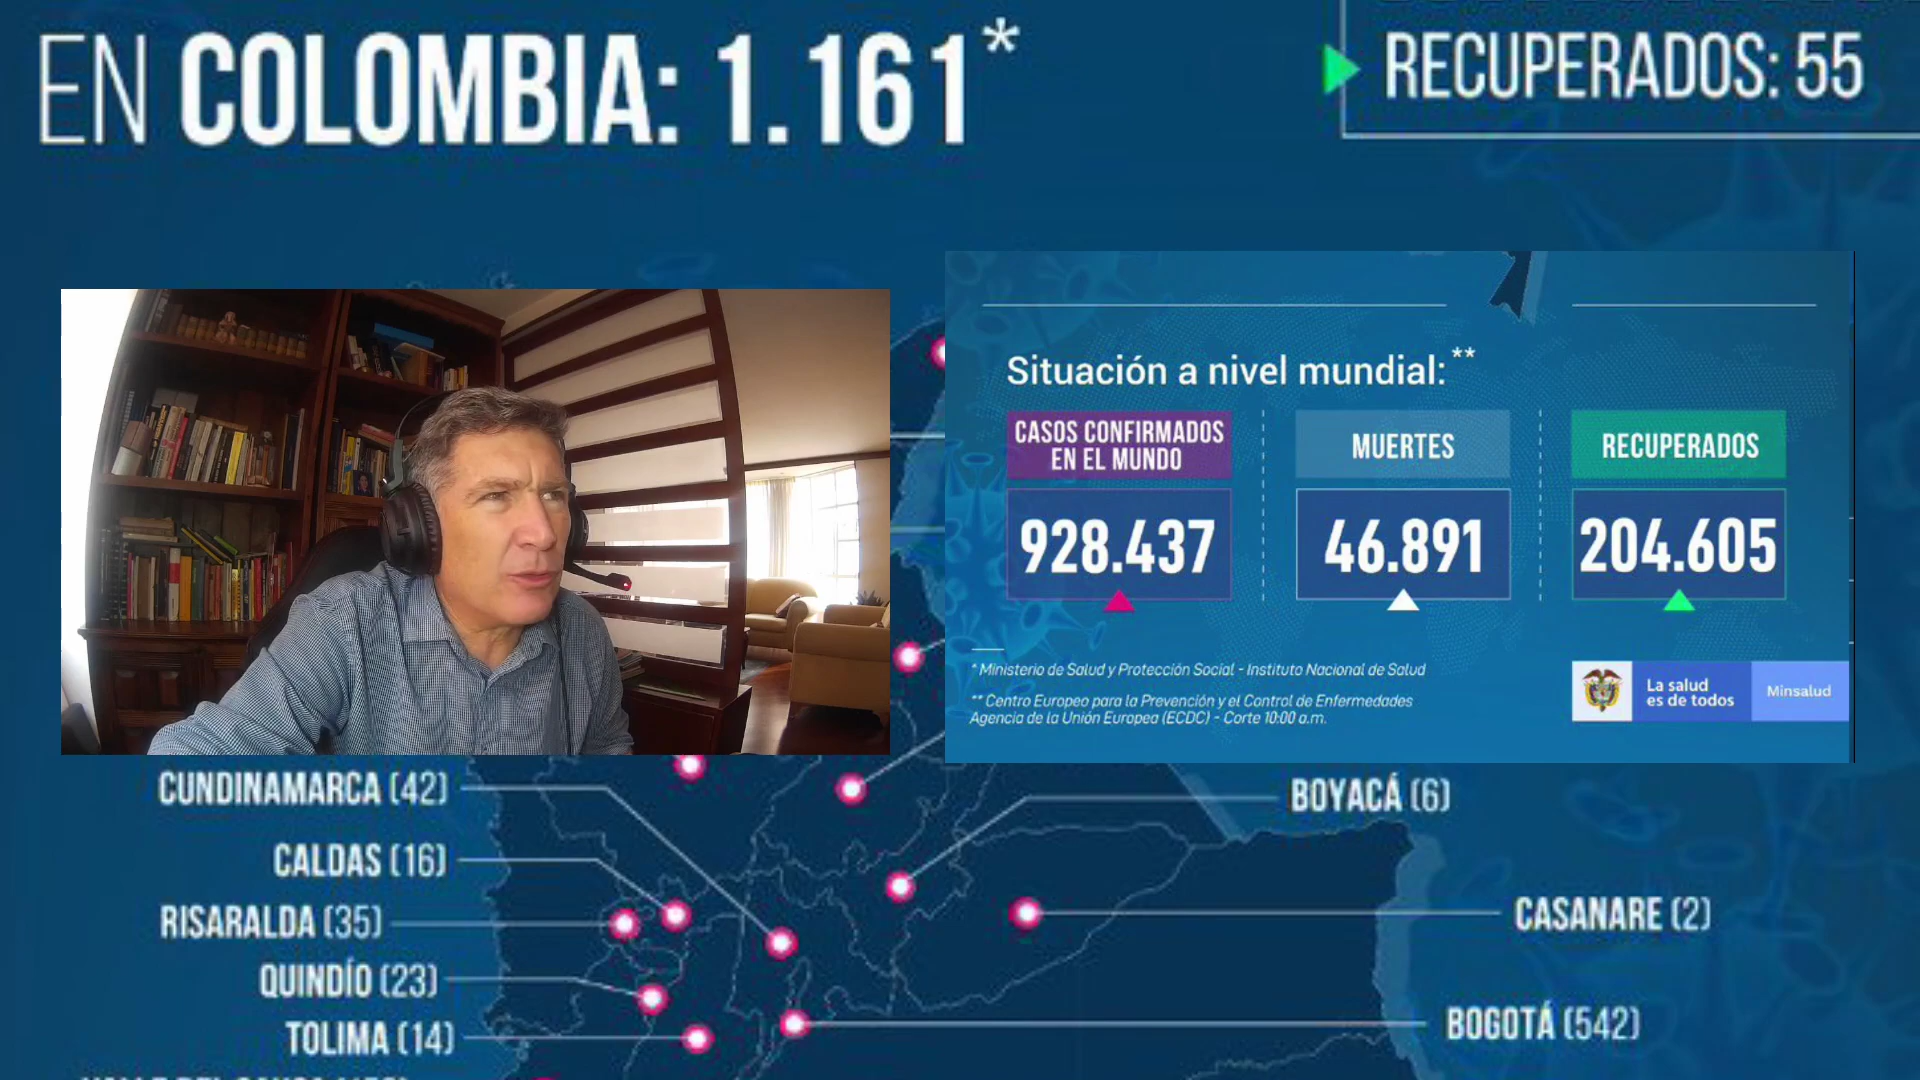 EN COLOMBIA: 1.161*
RECUPERADOS: 55
Situación a nivel mundial:**
CASOS CONFIRMADOS
EN EL MUNDO
928.437
MUERTES
46.891
RECUPERADOS
204.605
* Ministerio de Salud y Protección Social - Instituto Nacional de Salud
** Centro Europeo para la Prevención y el Control de Enfermedades
Agencia de la Unión Europea (ECDC) - Corte 10:00 a.m.
La salud
es de todos
Minsalud
CUNDINAMARCA (42)
CALDAS (16)
RISARALDA (35)
QUINDÍO (23)
TOLIMA (14)
BOYACÁ (6)
CASANARE (2)
BOGOTÁ (542)